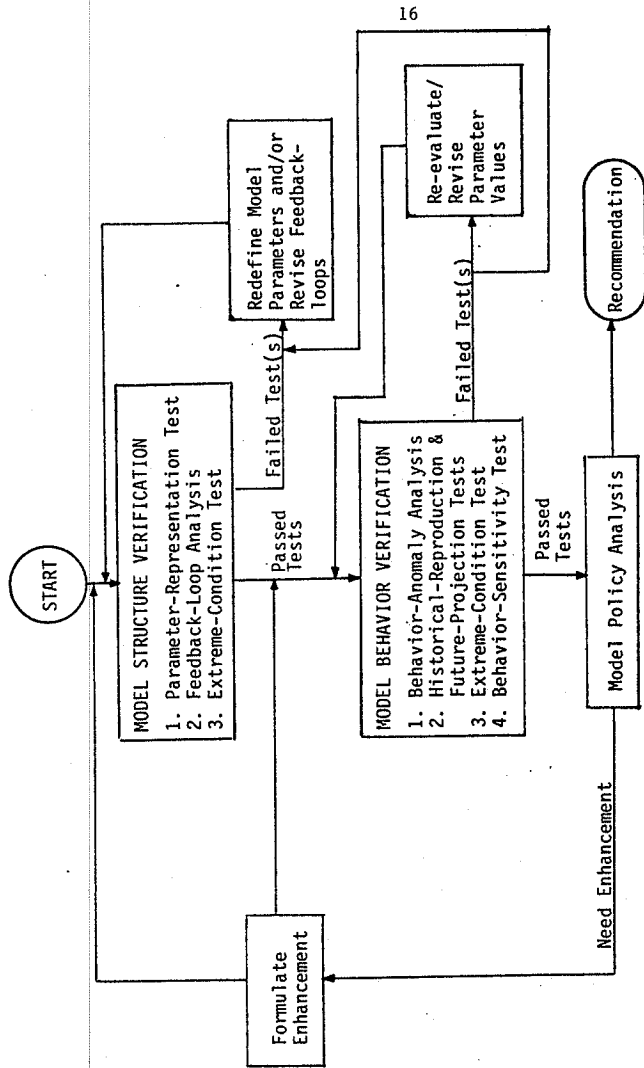 16
START
MODEL STRUCTURE VERIFICATION
1. Parameter-Representation Test
2. Feedback-Loop Analysis
3. Extreme-Condition Test
Failed Test(s)
Redefine Model
Parameters and/or
Revise Feedback-
loops
Passed
Tests
Formulate
Enhancement
MODEL BEHAVIOR VERIFICATION
1. Behavior-Anomaly Analysis
2. Historical-Reproduction &
Future-Projection Tests
3. Extreme-Condition Test
4. Behavior-Sensitivity Test
Failed Test(s)
Re-evaluate/
Revise
Parameter
Values
Passed
Tests
Need Enhancement
Model Policy Analysis
Recommendation